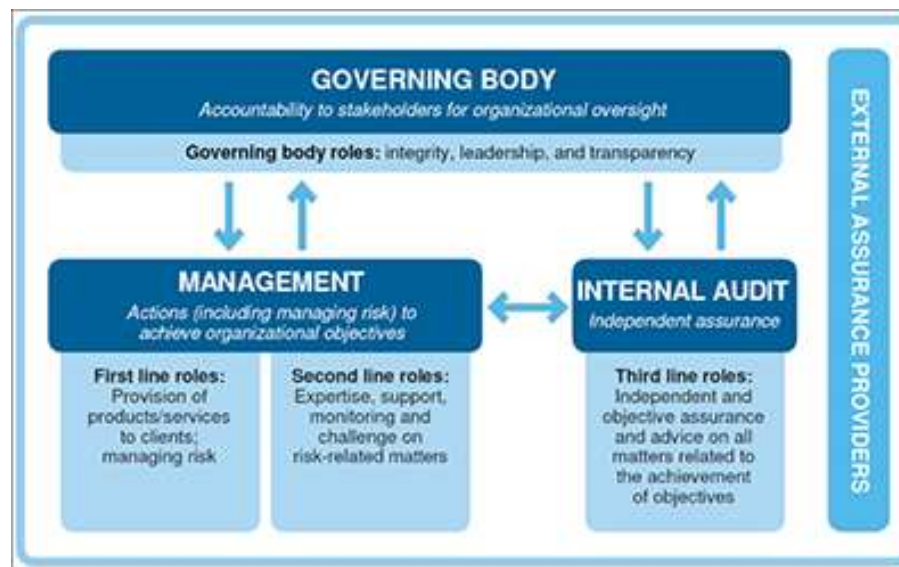 GOVERNING BODY
Accountability to stakeholders for organizational oversight
Governing body roles: integrity, leadership, and transparency
MANAGEMENT
Actions (including managing risk) to
achieve organizational objectives
First line roles:
Provision of
products/services
to clients;
managing risk
Second line roles:
Expertise, support,
monitoring and
challenge on
risk-related matters
INTERNAL AUDIT
Independent assurance
Third line roles:
Independent and
objective assurance
and advice on all
matters related to
the achievement
of objectives
EXTERNAL ASSURANCE PROVIDERS